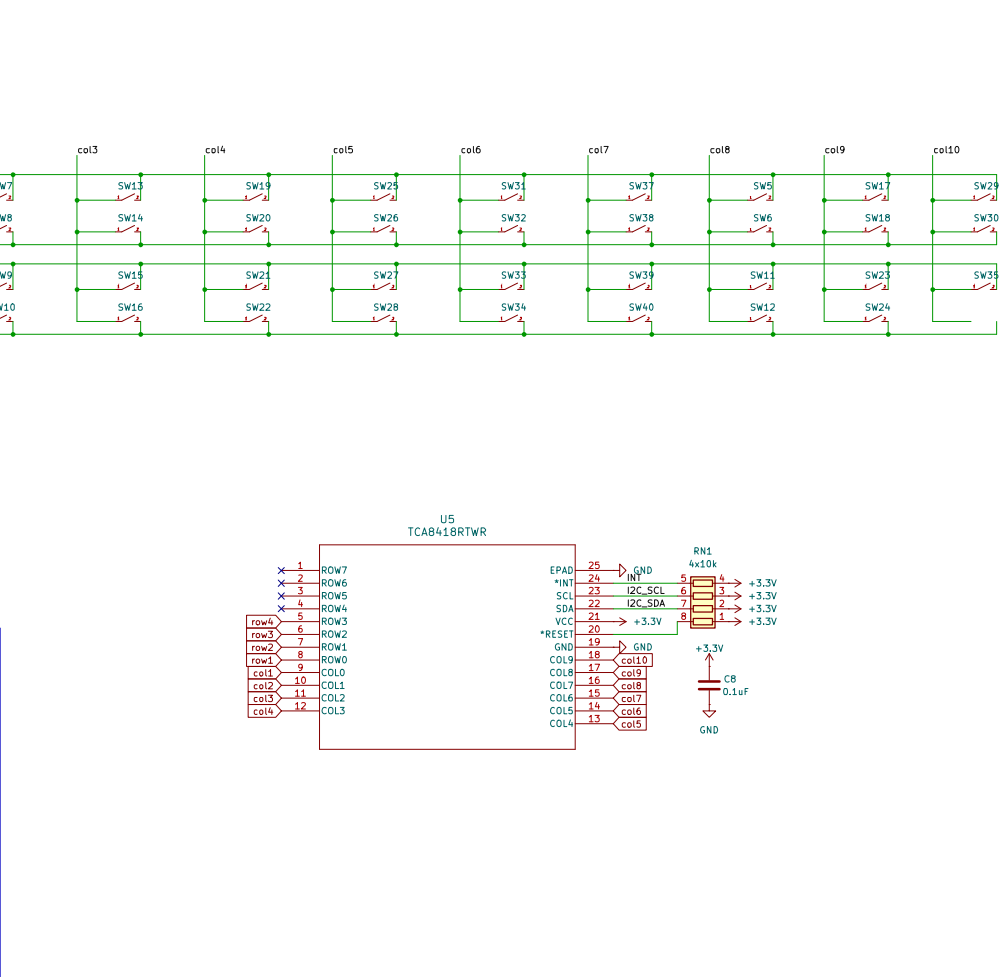 col3 col4 col5 col6 col7 col8 col9 col10
W7 SW13 SW19 SW25 SW31 SW37 SW5 SW17 SW29
W8 SW14 SW20 SW26 SW32 SW38 SW6 SW18 SW30
W9 SW15 SW21 SW27 SW33 SW39 SW11 SW23 SW35
W10 SW16 SW22 SW28 SW34 SW40 SW12 SW24
U5
TCA8418RTWR
RN1
4x10k
1 ROW7 EPAD 25 GND
2 ROW6 *INT 24 INT 5 4 +3.3V
3 ROW5 SCL 23 I2C_SCL 6 3 +3.3V
4 ROW4 SDA 22 I2C_SDA 7 2 +3.3V
row4 5 ROW3 VCC 21 +3.3V 8 1 +3.3V
row3 6 ROW2 *RESET 20
row2 7 ROW1 GND 19 GND
+3.3V
row1 8 ROW0 COL9 18 col10
col1 9 COL0 COL8 17 col9
col2 10 COL1 COL7 16 col8
C8
0.1uF
col3 11 COL2 COL6 15 col7
col4 12 COL3 COL5 14 col6
COL4 13 col5
GND